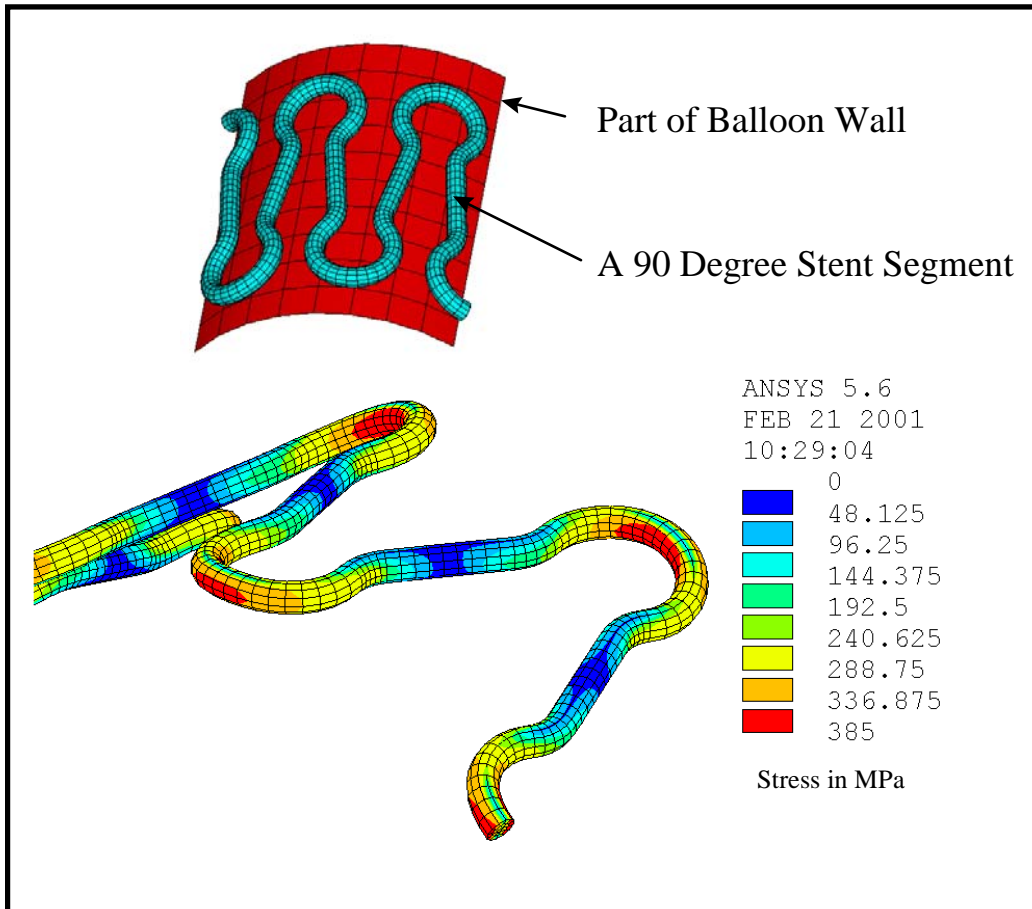 Part of Balloon Wall
A 90 Degree Stent Segment
ANSYS 5.6
FEB 21 2001
10:29:04
0
48.125
96.25
144.375
192.5
240.625
288.75
336.875
385
Stress in MPa